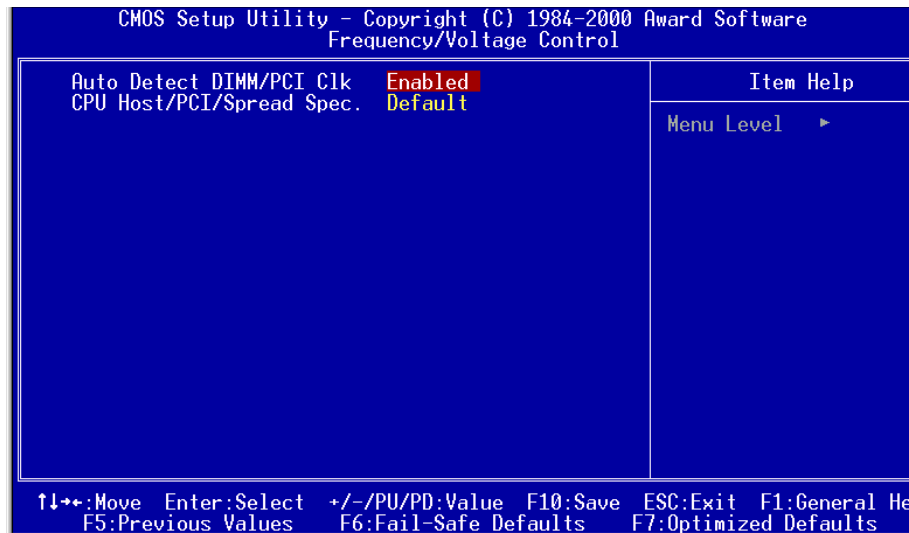 CMOS Setup Utility – Copyright (C) 1984–2000 Award Software
Frequency/Voltage Control
Auto Detect DIMM/PCI Clk Enabled
CPU Host/PCI/Spread Spec. Default
Item Help
Menu Level ►
↑↓→←:Move Enter:Select +/-/PU/PD:Value F10:Save ESC:Exit F1:General He
F5:Previous Values F6:Fail-Safe Defaults F7:Optimized Defaults